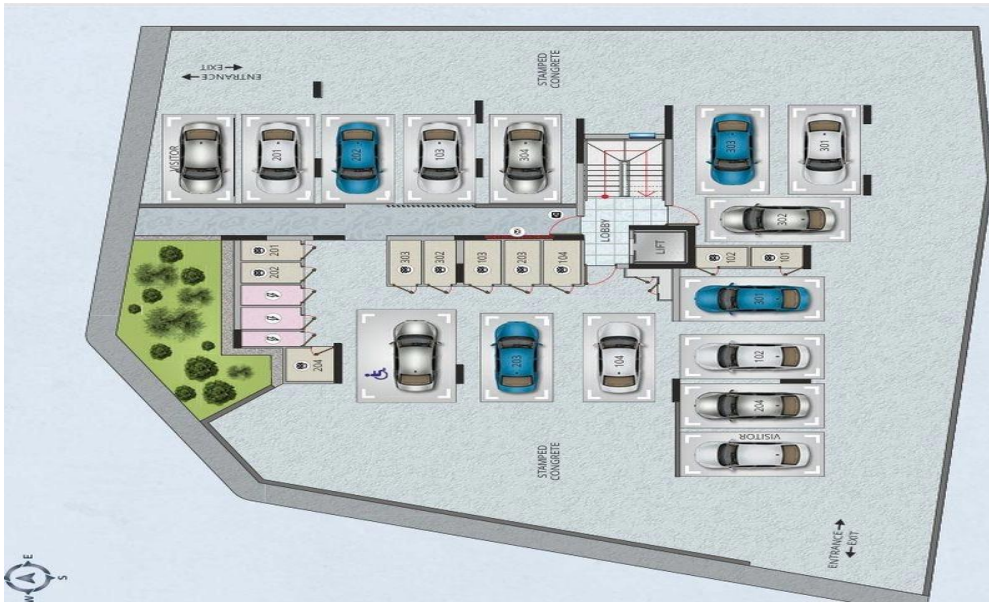 EXIT
ENTRANCE
STAMPED
CONCRETE
VISITOR
201
202
103
304
303
301
302
LOBBY
LIFT
201
202
303
302
103
203
104
102
101
204
301
203
104
102
204
VISITOR
STAMPED
CONCRETE
ENTRANCE
EXIT
E
S
W